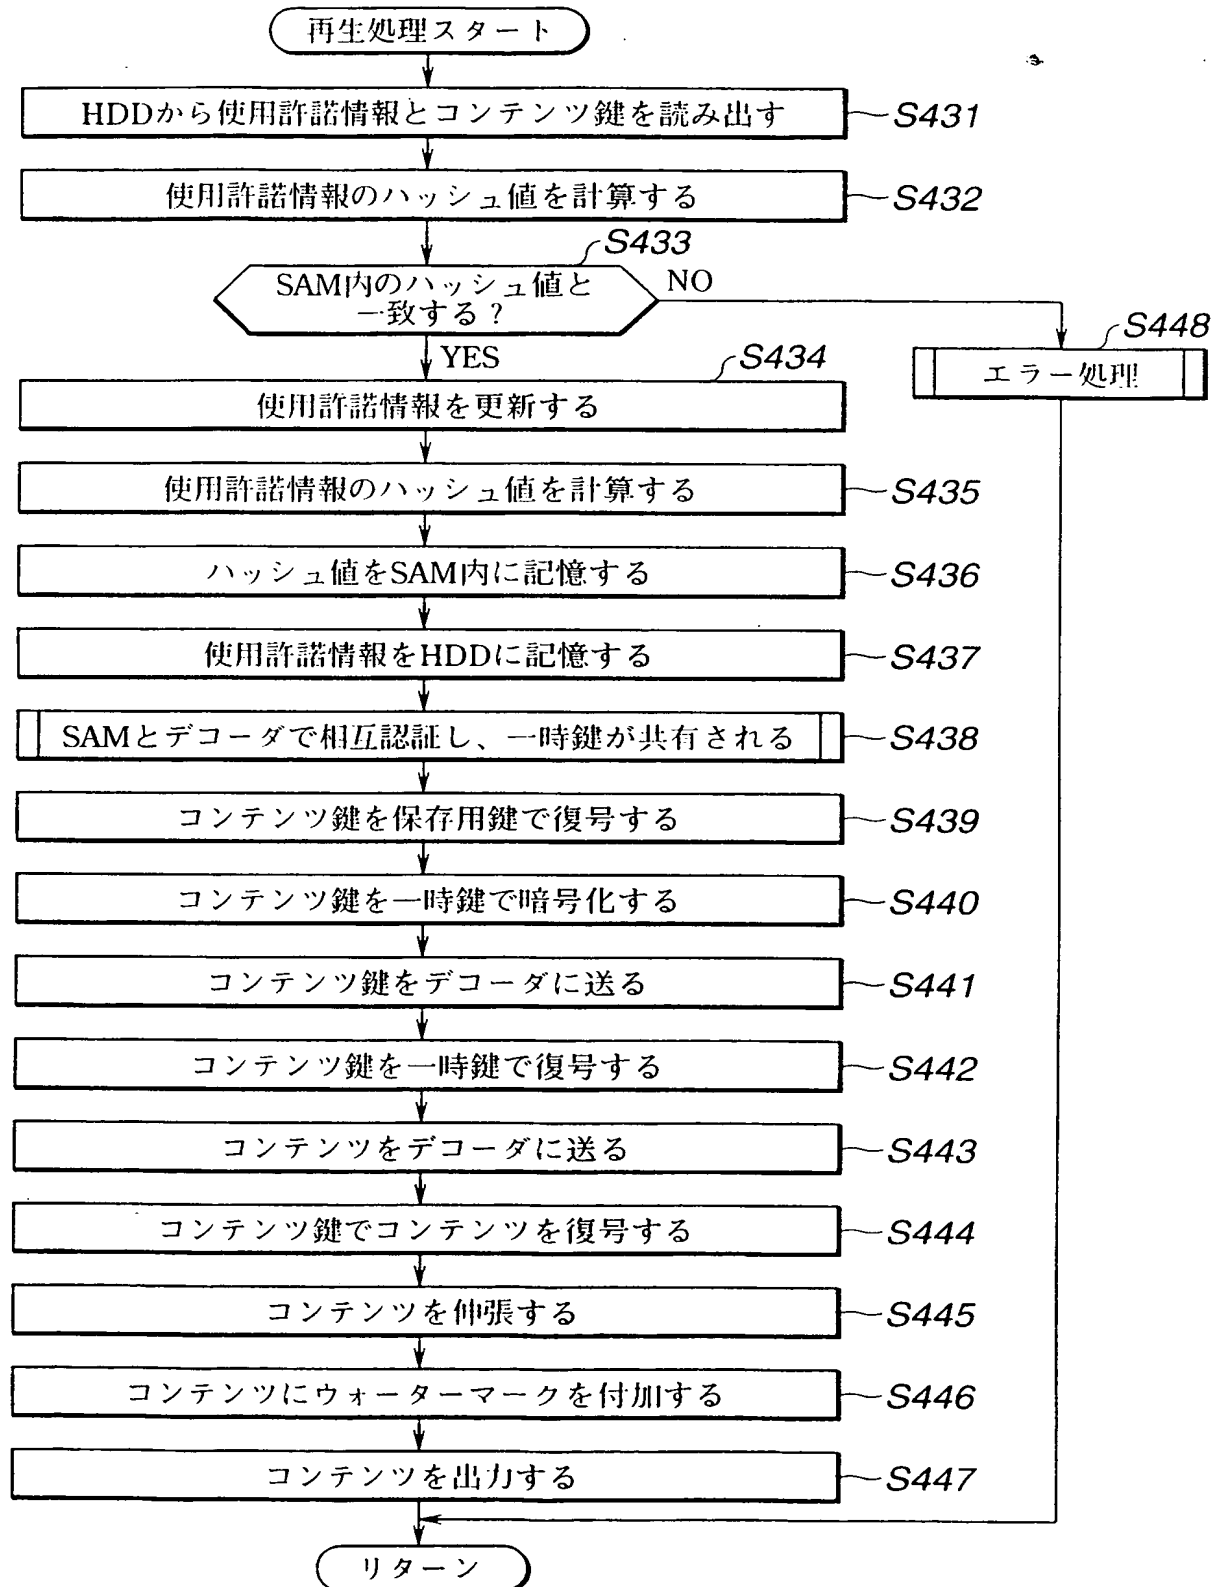 再生処理スタート
HDDから使用許諾情報とコンテンツ鍵を読み出す
S431
使用許諾情報のハッシュ値を計算する
S432
S433
SAM内のハッシュ値と
一致する?
NO
YES
S448
エラー処理
S434
使用許諾情報を更新する
使用許諾情報のハッシュ値を計算する
S435
ハッシュ値をSAM内に記憶する
S436
使用許諾情報をHDDに記憶する
S437
SAMとデコーダで相互認証し、一時鍵が共有される
S438
コンテンツ鍵を保存用鍵で復号する
S439
コンテンツ鍵を一時鍵で暗号化する
S440
コンテンツ鍵をデコーダに送る
S441
コンテンツ鍵を一時鍵で復号する
S442
コンテンツをデコーダに送る
S443
コンテンツ鍵でコンテンツを復号する
S444
コンテンツを伸張する
S445
コンテンツにウォーターマークを付加する
S446
コンテンツを出力する
S447
リターン